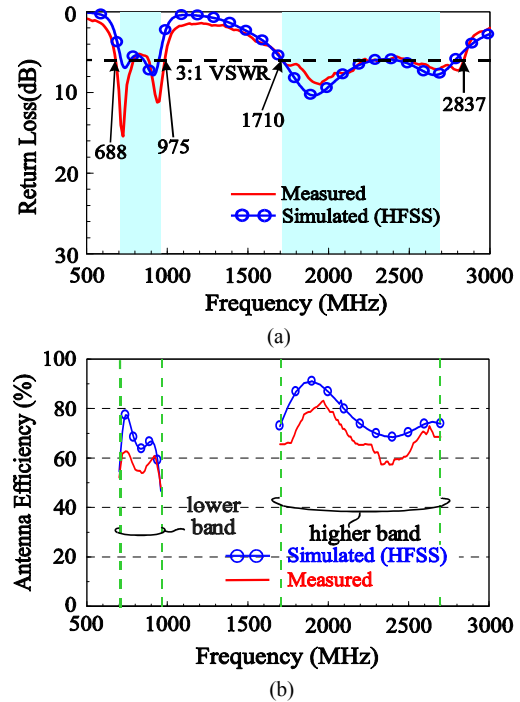 0
10
20
30
Return Loss(dB)
3:1 VSWR
688
975
1710
2837
Measured
Simulated (HFSS)
500 1000 1500 2000 2500 3000
Frequency (MHz)
(a)
100
80
60
40
20
0
Antenna Efficiency (%)
lower
band
higher band
Simulated (HFSS)
Measured
500 1000 1500 2000 2500 3000
Frequency (MHz)
(b)